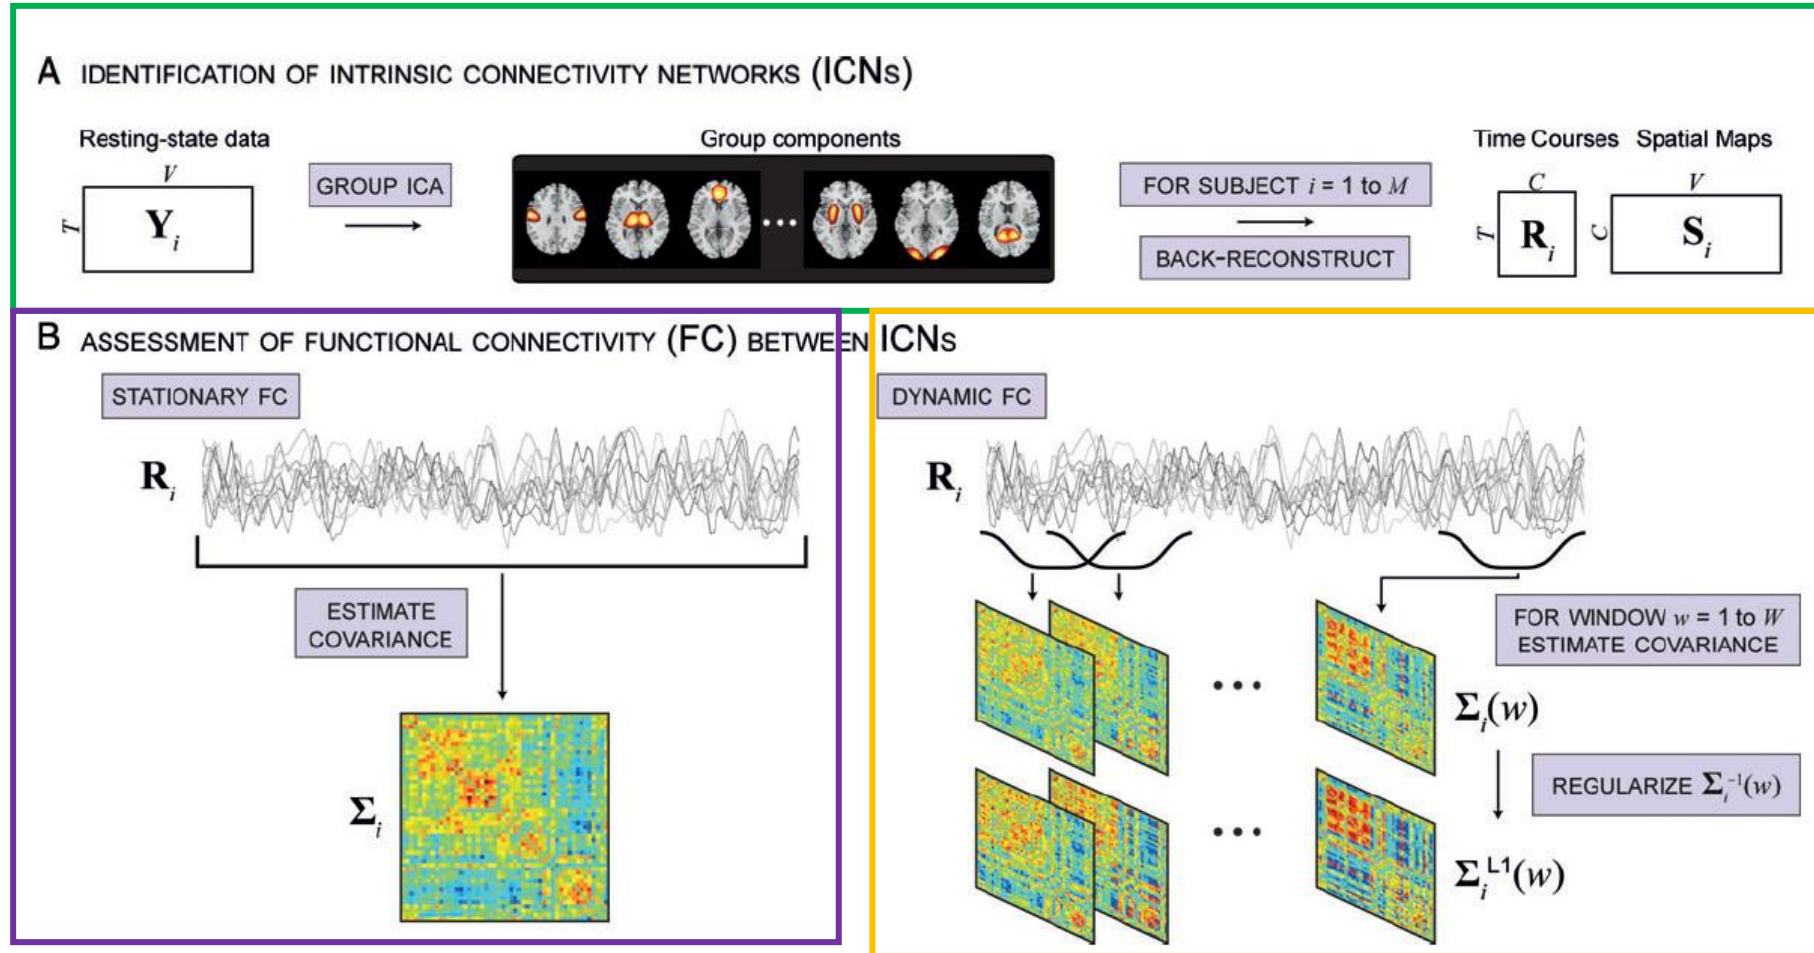 A IDENTIFICATION OF INTRINSIC CONNECTIVITY NETWORKS (ICNs)
Resting-state data
V
T
Y_i
GROUP ICA
Group components
...
FOR SUBJECT i = 1 to M
BACK-RECONSTRUCT
Time Courses
C
T
R_i
Spatial Maps
V
C
S_i
B ASSESSMENT OF FUNCTIONAL CONNECTIVITY (FC) BETWEEN ICNs
STATIONARY FC
R_i
ESTIMATE
COVARIANCE
Σ_i
DYNAMIC FC
R_i
FOR WINDOW w = 1 to W
ESTIMATE COVARIANCE
...
Σ_i(w)
REGULARIZE Σ_i^-1(w)
...
Σ_i^L1(w)